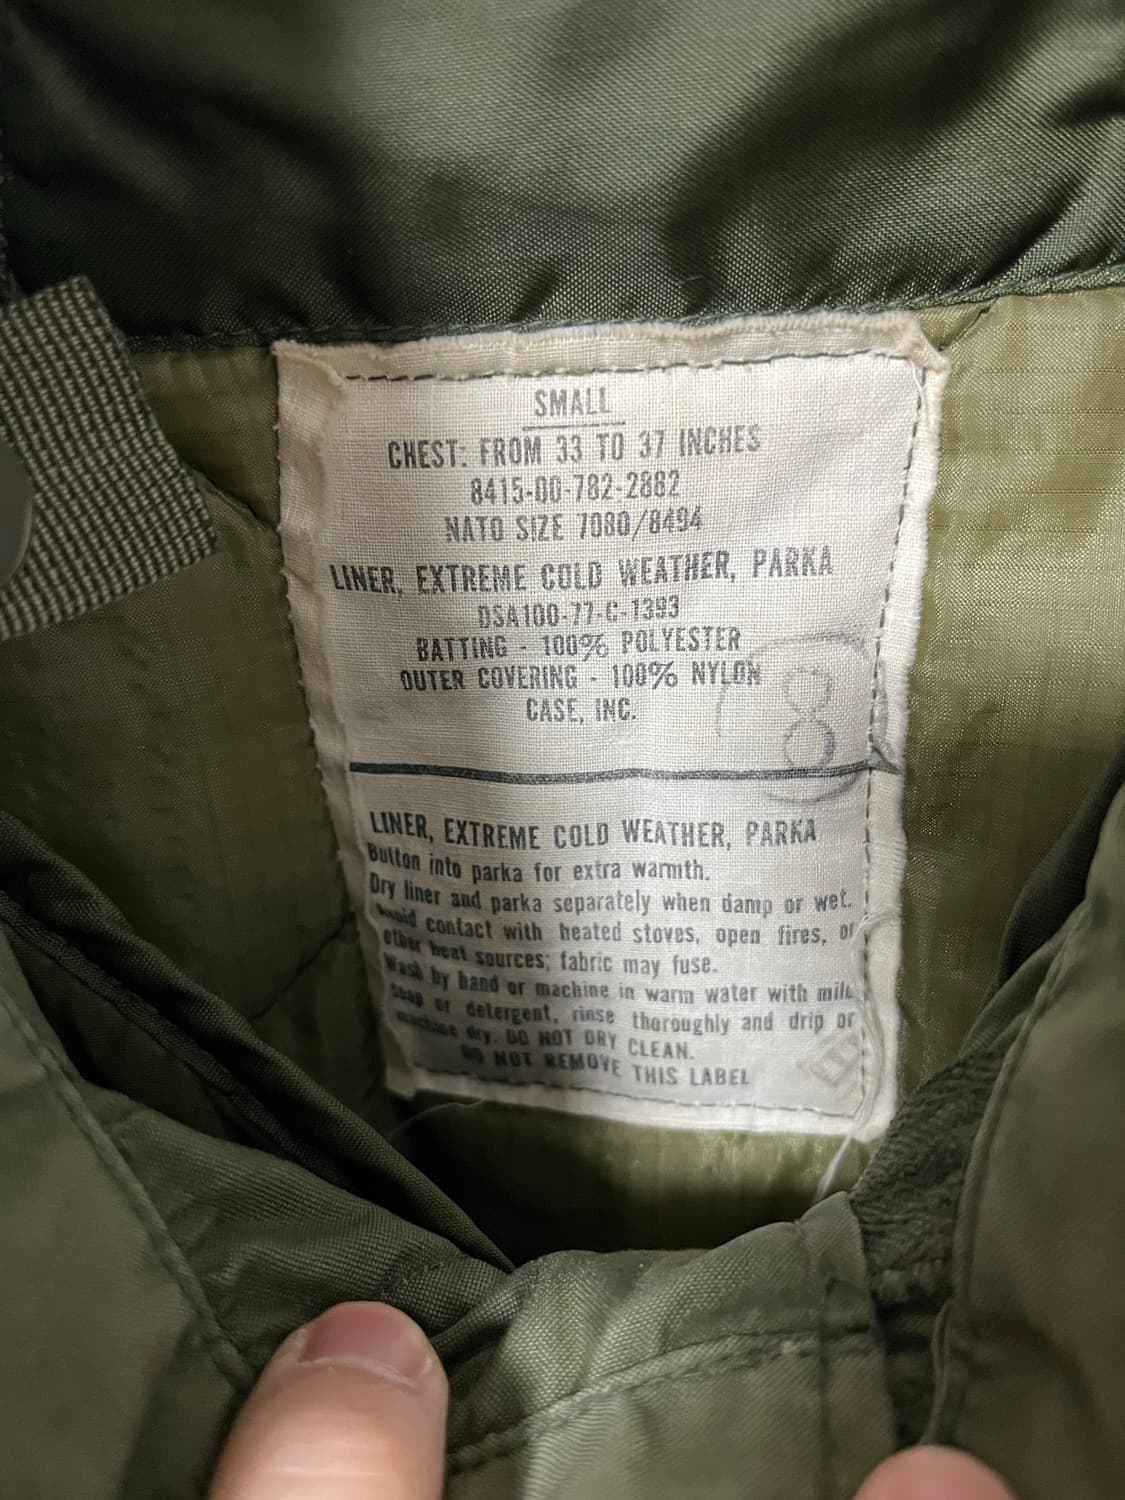 SMALL
CHEST: FROM 33 TO 37 INCHES
8415-00-782-2882
NATO SIZE 7080/8494
LINER, EXTREME COLD WEATHER, PARKA
DSA100-77-C-1393
BATTING - 100% POLYESTER
OUTER COVERING - 100% NYLON
CASE, INC.
8
LINER, EXTREME COLD WEATHER, PARKA
Button into parka for extra warmth.
Dry liner and parka separately when damp or wet.
Avoid contact with heated stoves, open fires, or
other heat sources; fabric may fuse.
Wash by hand or machine in warm water with mild
soap or detergent, rinse thoroughly and drip or
machine dry. DO NOT DRY CLEAN.
DO NOT REMOVE THIS LABEL